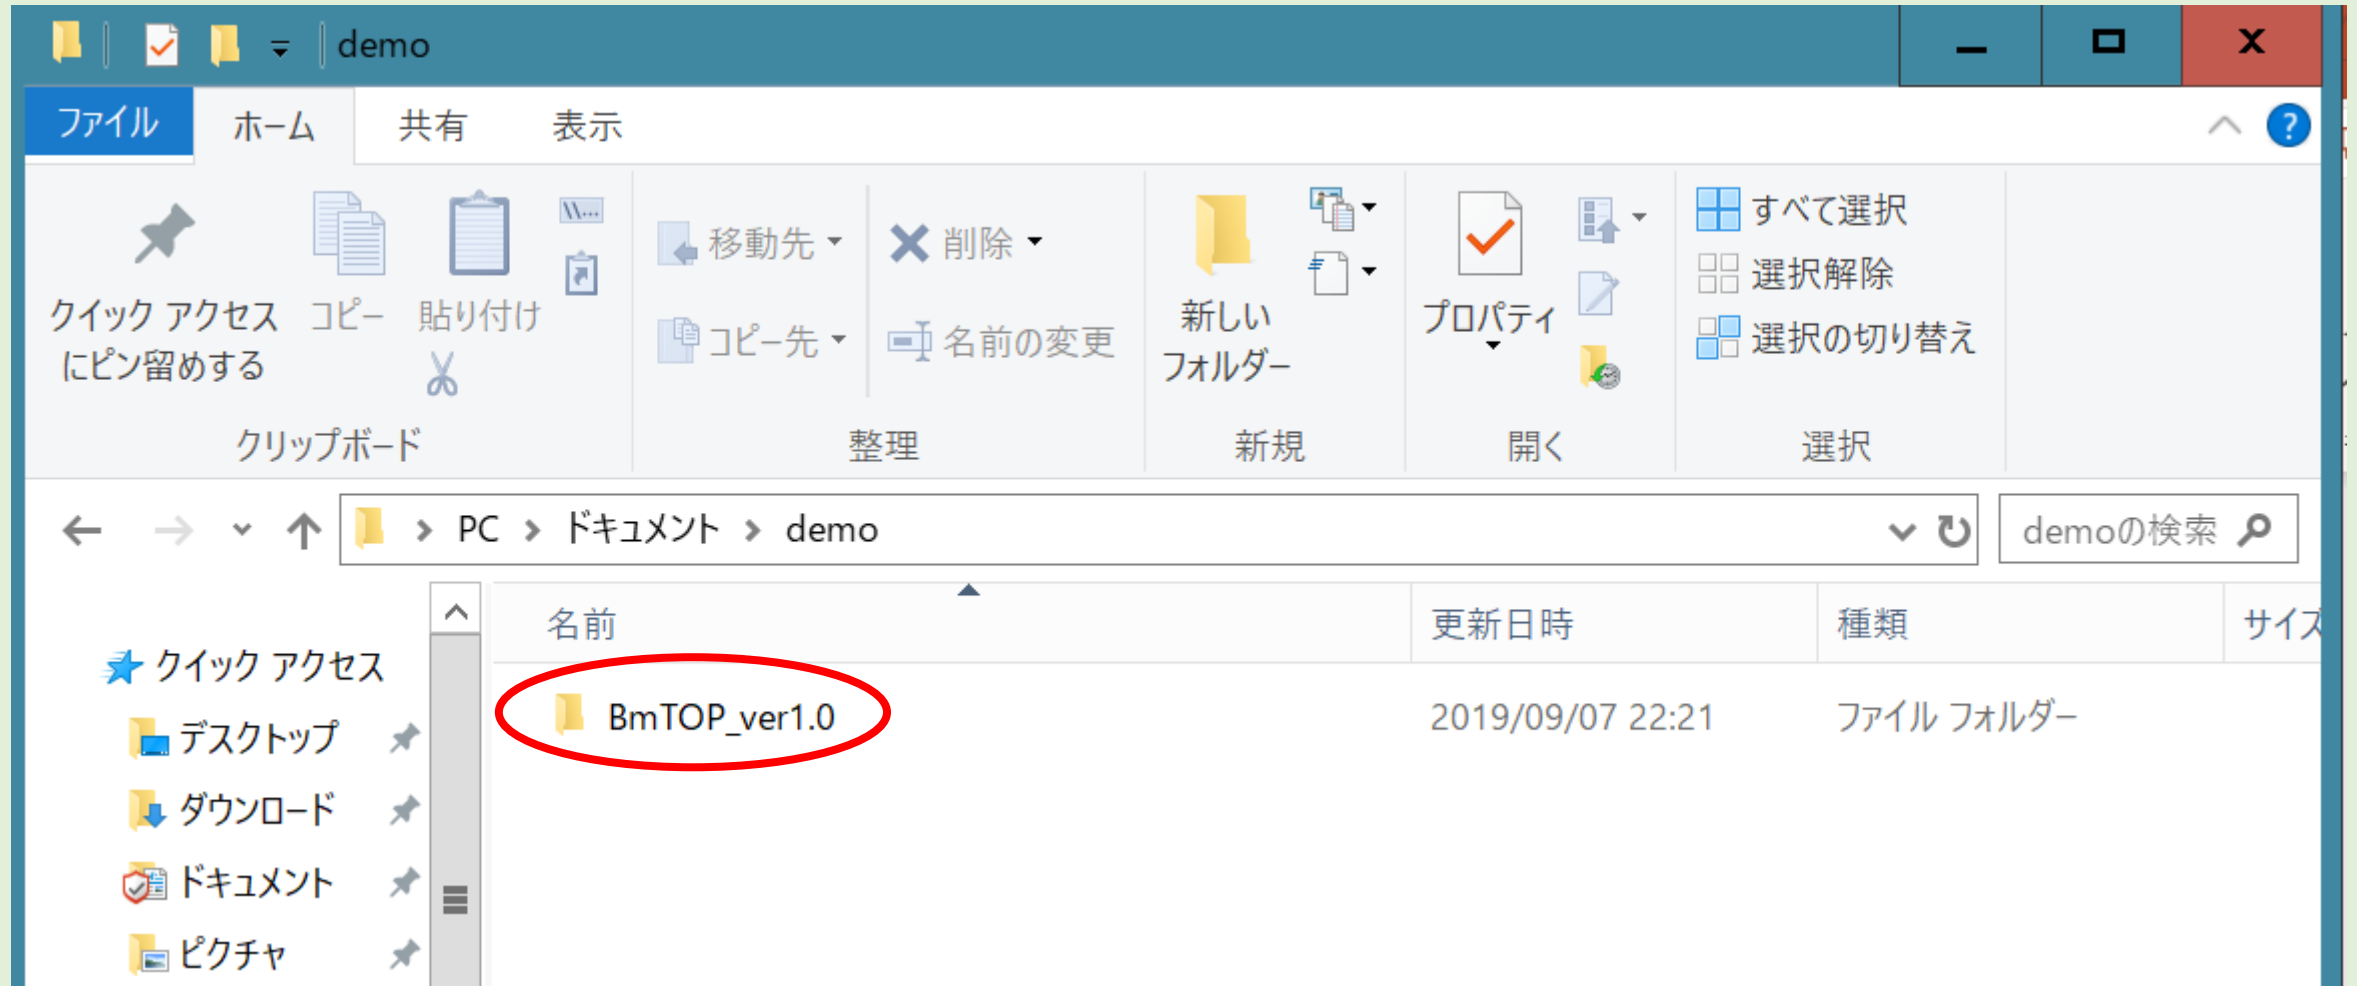 demo
ファイル ホーム 共有 表示
クイック アクセス
にピン留めする
コピー
貼り付け
クリップボード
移動先
コピー先
削除
名前の変更
整理
新しい
フォルダー
新規
プロパティ
開く
すべて選択
選択解除
選択の切り替え
選択
PC > ドキュメント > demo
demoの検索
名前 更新日時 種類 サイズ
BmTOP_ver1.0 2019/09/07 22:21 ファイル フォルダー
クイック アクセス
デスクトップ
ダウンロード
ドキュメント
ピクチャ